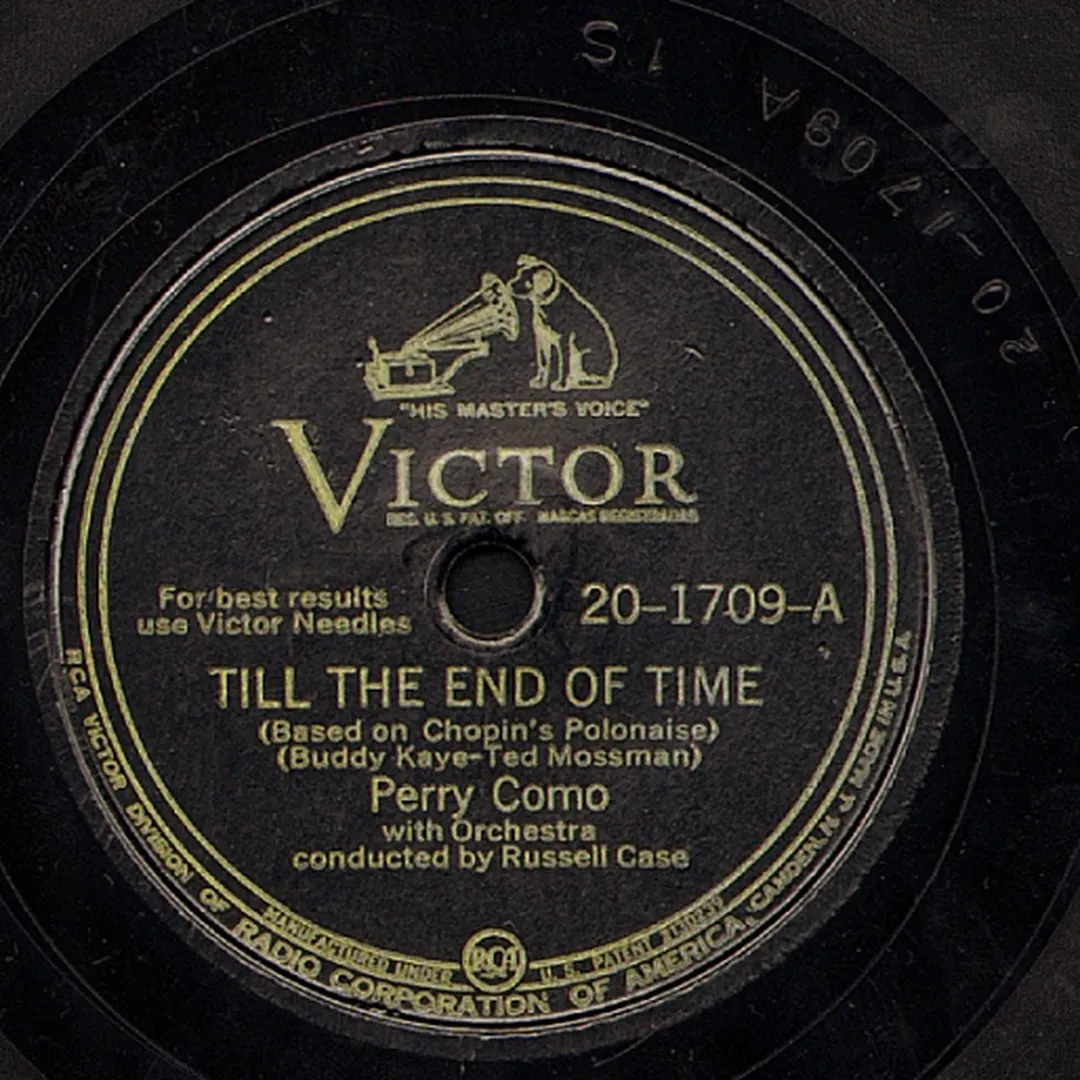 "HIS MASTER'S VOICE"
VICTOR
REG. U. S. PAT. OFF. MARCAS REGISTRADAS
For best results
use Victor Needles
20-1709-A
TILL THE END OF TIME
(Based on Chopin's Polonaise)
(Buddy Kaye-Ted Mossman)
Perry Como
with Orchestra
conducted by Russell Case
MANUFACTURED UNDER RCA U. S. PATENT 2130239
RCA VICTOR DIVISION OF RADIO CORPORATION OF AMERICA, CAMDEN, N. J. MADE IN U.S.A.
20-1709A 1S